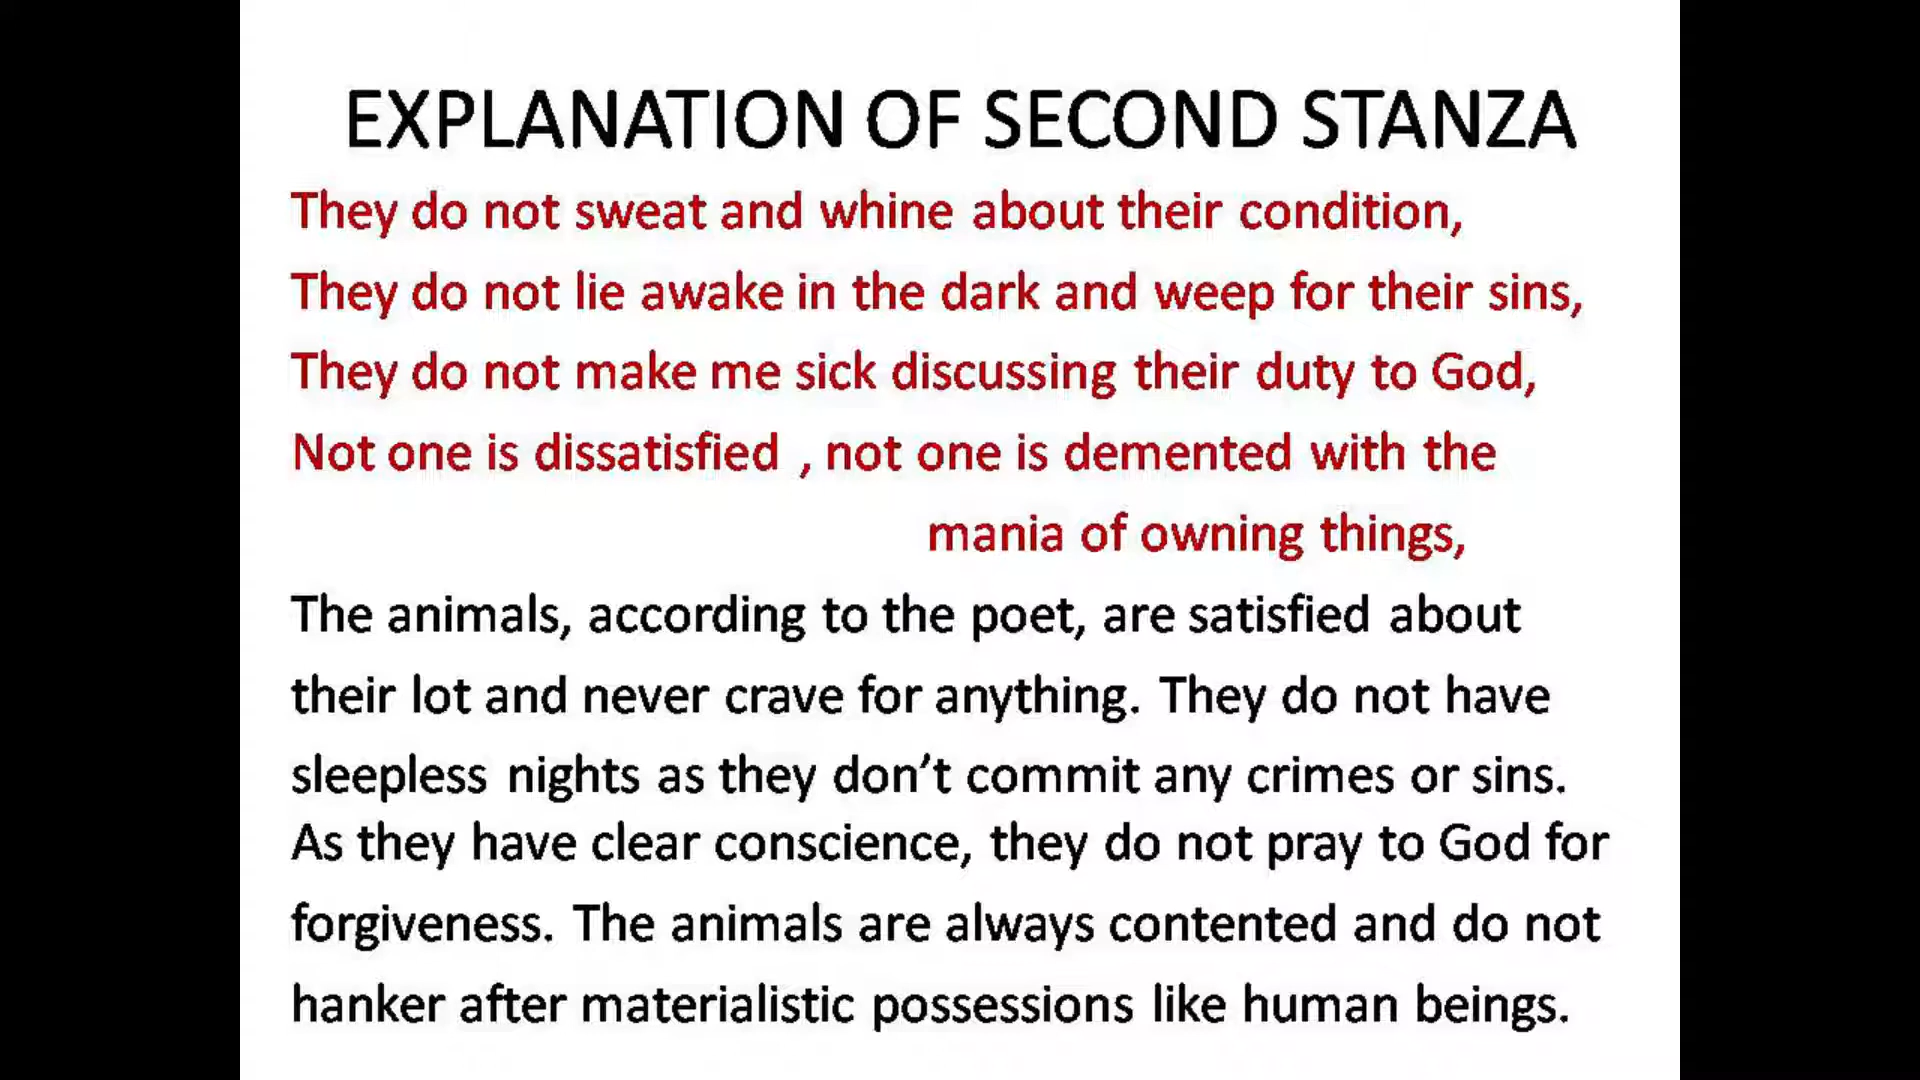 EXPLANATION OF SECOND STANZA
They do not sweat and whine about their condition,
They do not lie awake in the dark and weep for their sins,
They do not make me sick discussing their duty to God,
Not one is dissatisfied , not one is demented with the
mania of owning things,
The animals, according to the poet, are satisfied about
their lot and never crave for anything. They do not have
sleepless nights as they don’t commit any crimes or sins.
As they have clear conscience, they do not pray to God for
forgiveness. The animals are always contented and do not
hanker after materialistic possessions like human beings.